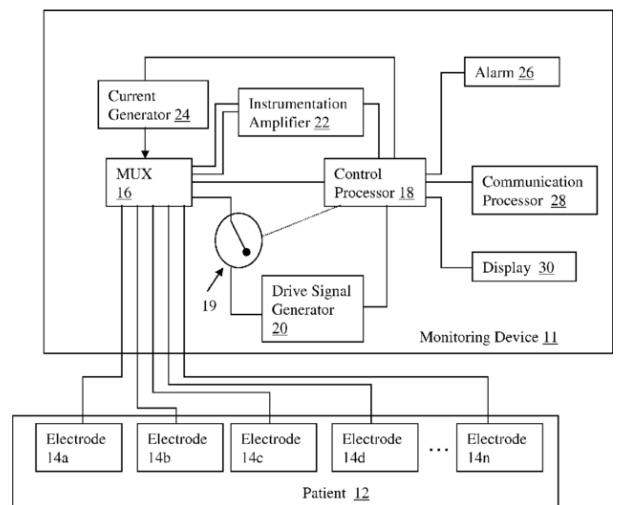 Current
Generator 24
Instrumentation
Amplifier 22
Alarm 26
MUX
16
Control
Processor 18
Communication
Processor 28
19
Drive Signal
Generator
20
Display 30
Monitoring Device 11
Electrode
14a
Electrode
14b
Electrode
14c
Electrode
14d
...
Electrode
14n
Patient 12